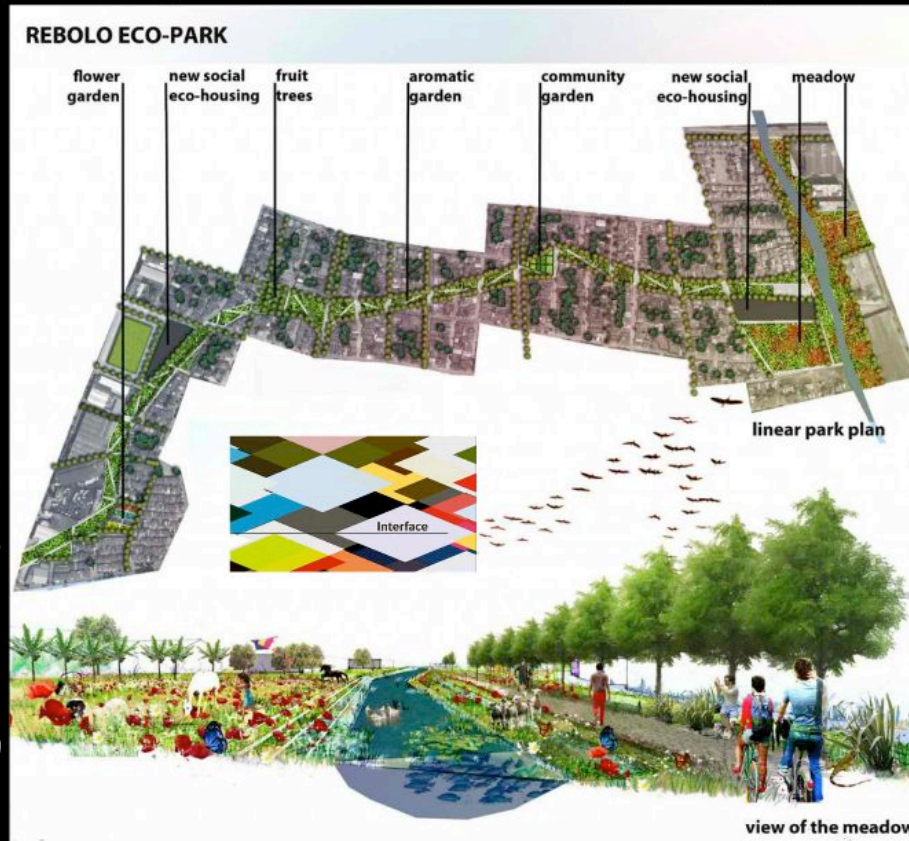 REBOLO ECO-PARK
flower
garden
new social
eco-housing
fruit
trees
aromatic
garden
community
garden
new social
eco-housing
meadow
linear park plan
Interface
view of the meadow